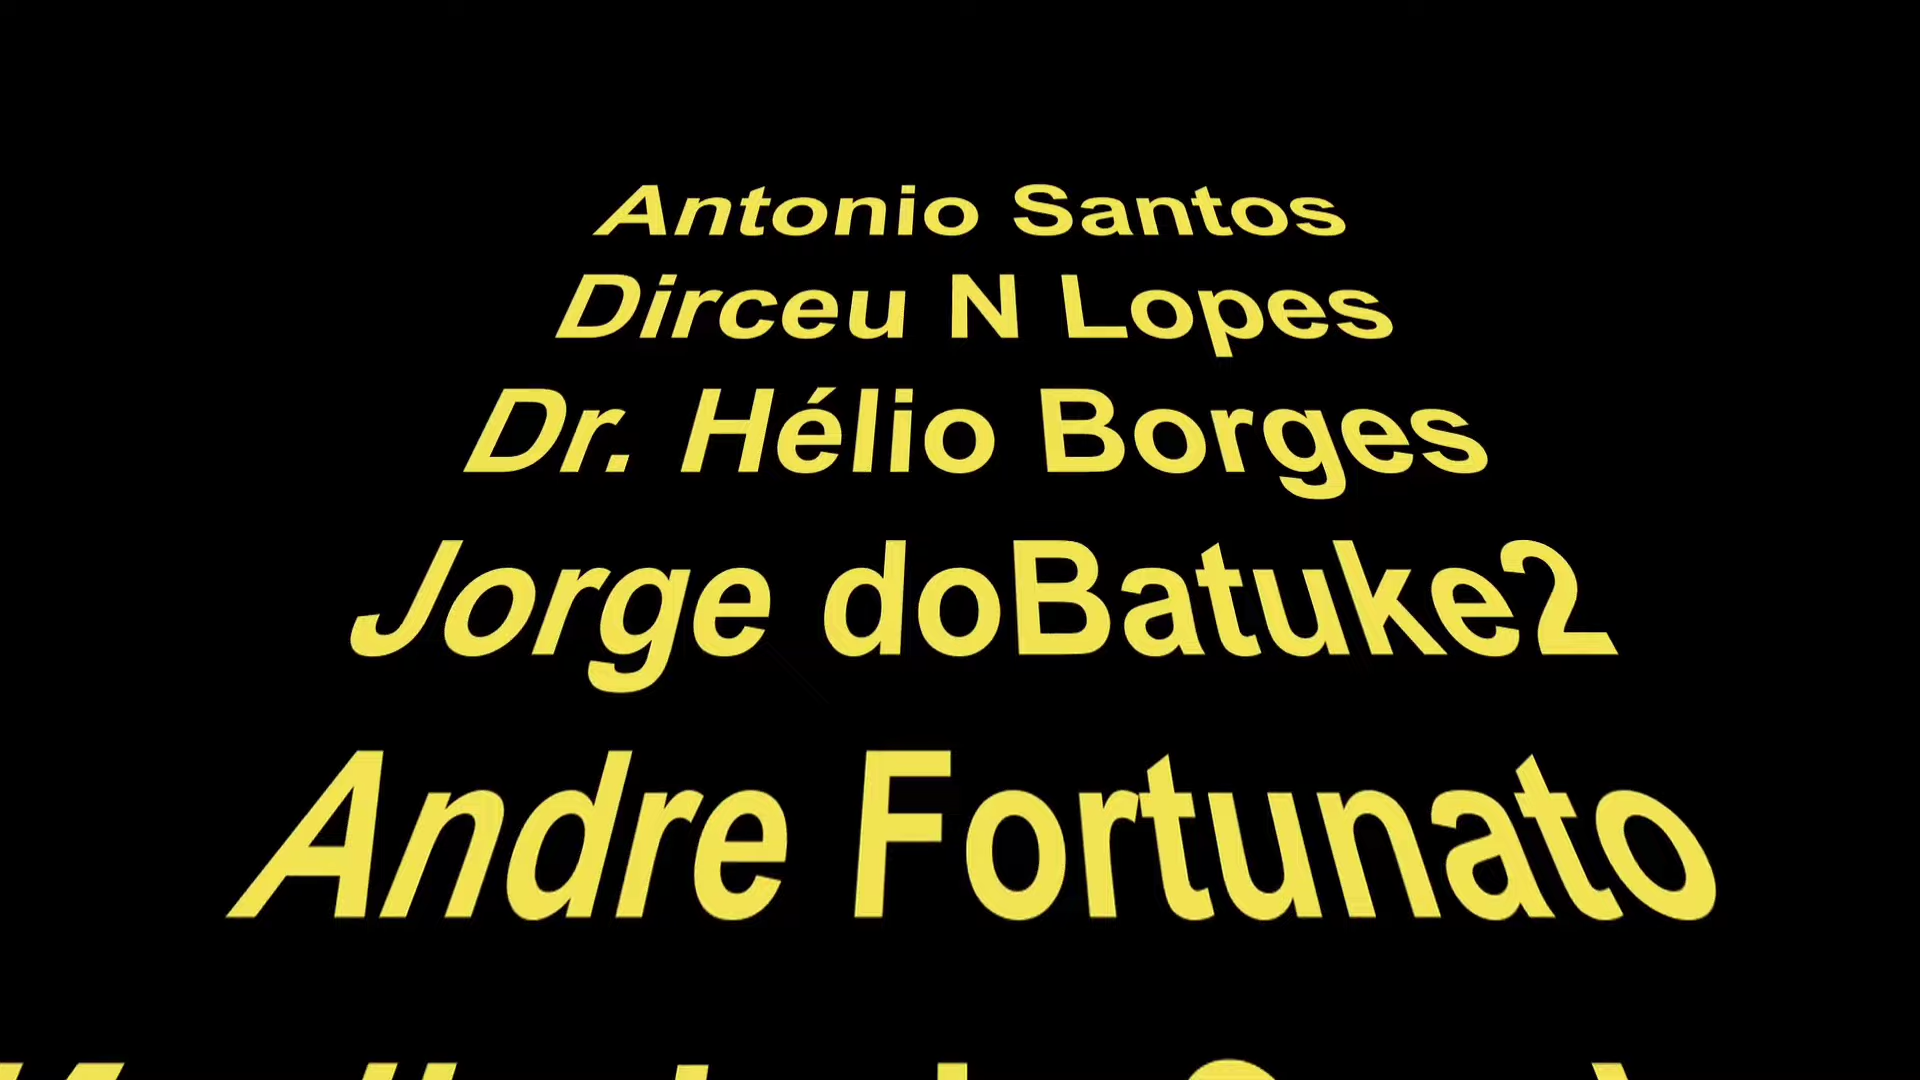 Antonio Santos
Dirceu N Lopes
Dr. Hélio Borges
Jorge doBatuke2
Andre Fortunato